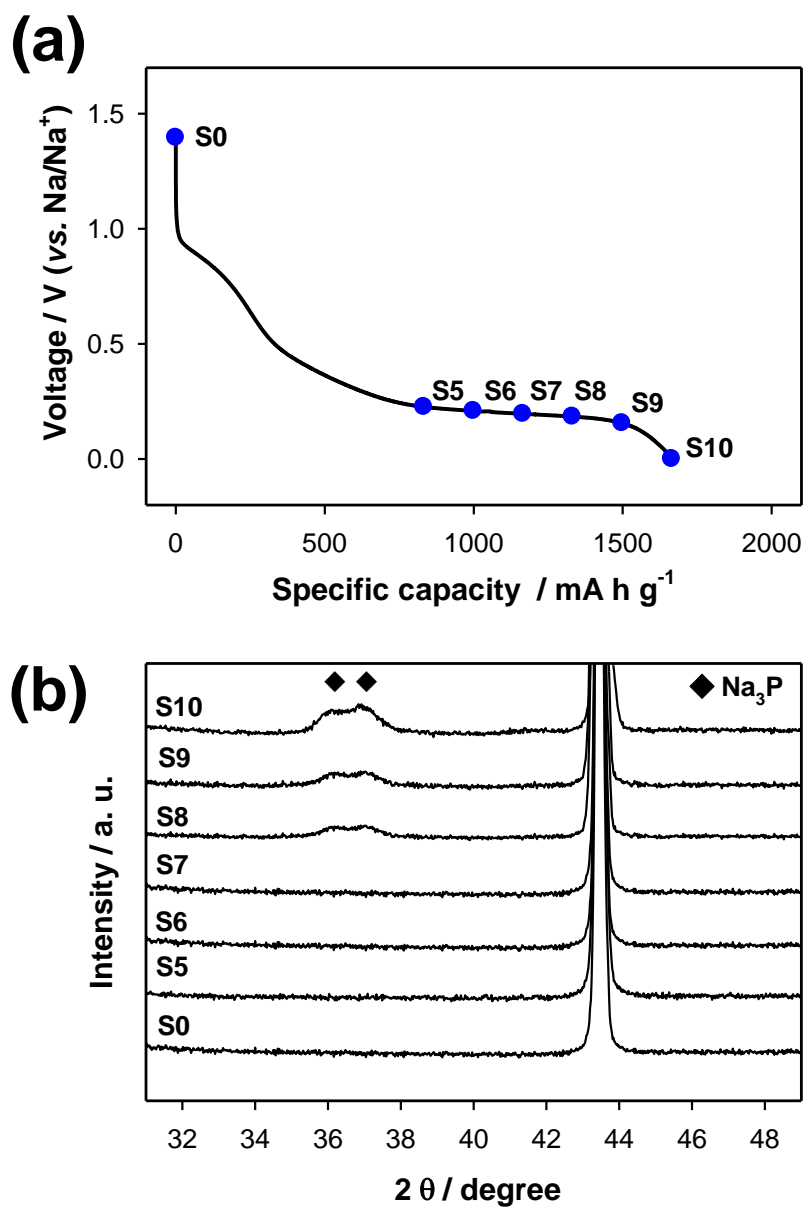 (a)
Voltage / V (vs. Na/Na⁺)
1.5
1.0
0.5
0.0
S0
S5 S6 S7 S8 S9 S10
0 500 1000 1500 2000
Specific capacity / mA h g⁻¹
(b)
Intensity / a. u.
◆ Na₃P
S10
S9
S8
S7
S6
S5
S0
32 34 36 38 40 42 44 46 48
2 θ / degree